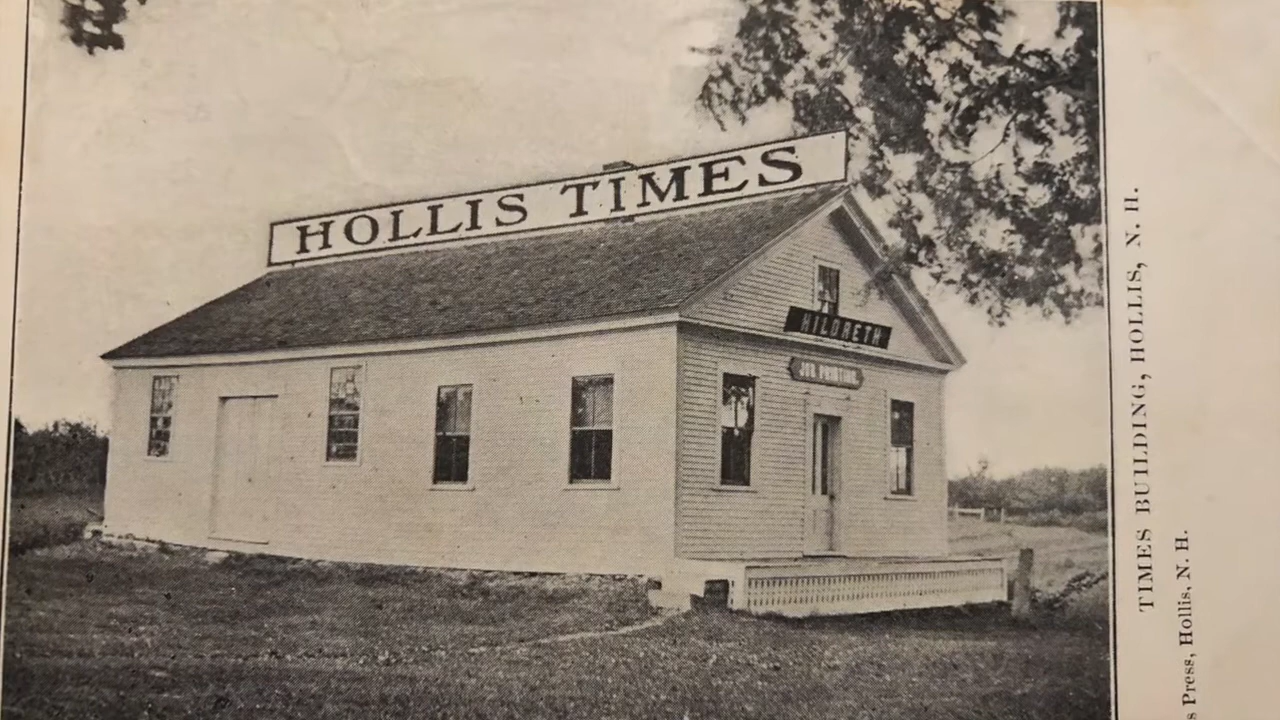 HOLLIS TIMES
HILDRETH
JOB PRINTING.
TIMES BUILDING, HOLLIS, N. H.
s Press, Hollis, N. H.